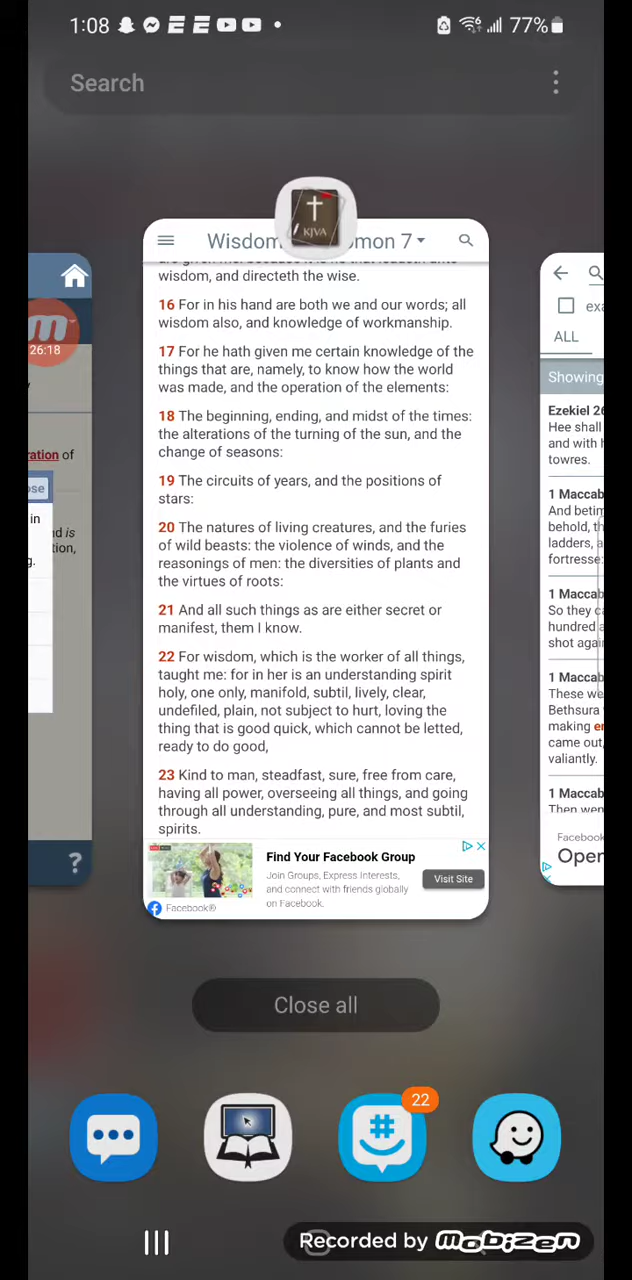 1:08
77%
Search
KJVA
Wisdom
mon 7
wisdom, and directeth the wise.
16 For in his hand are both we and our words; all
wisdom also, and knowledge of workmanship.
17 For he hath given me certain knowledge of the
things that are, namely, to know how the world
was made, and the operation of the elements:
18 The beginning, ending, and midst of the times:
the alterations of the turning of the sun, and the
change of seasons:
19 The circuits of years, and the positions of
stars:
20 The natures of living creatures, and the furies
of wild beasts: the violence of winds, and the
reasonings of men: the diversities of plants and
the virtues of roots:
21 And all such things as are either secret or
manifest, them I know.
22 For wisdom, which is the worker of all things,
taught me: for in her is an understanding spirit
holy, one only, manifold, subtil, lively, clear,
undefiled, plain, not subject to hurt, loving the
thing that is good quick, which cannot be letted,
ready to do good,
23 Kind to man, steadfast, sure, free from care,
having all power, overseeing all things, and going
through all understanding, pure, and most subtil,
spirits.
Find Your Facebook Group
Join Groups, Express Interests,
and connect with friends globally
on Facebook.
Visit Site
Facebook®
m
26:18
ration of
ose
in
nd is
tion,
g.
?
exa
ALL
Showing
Ezekiel 26
Hee shall
and with h
towres.
1 Maccab
And betim
behold, th
ladders, a
fortresse:
1 Maccab
So they ca
hundred a
shot again
1 Maccab
These we
Bethsura
making en
came out,
valiantly.
1 Maccab
Then went
Facebook
Open
Close all
22
#
Recorded by mobizen